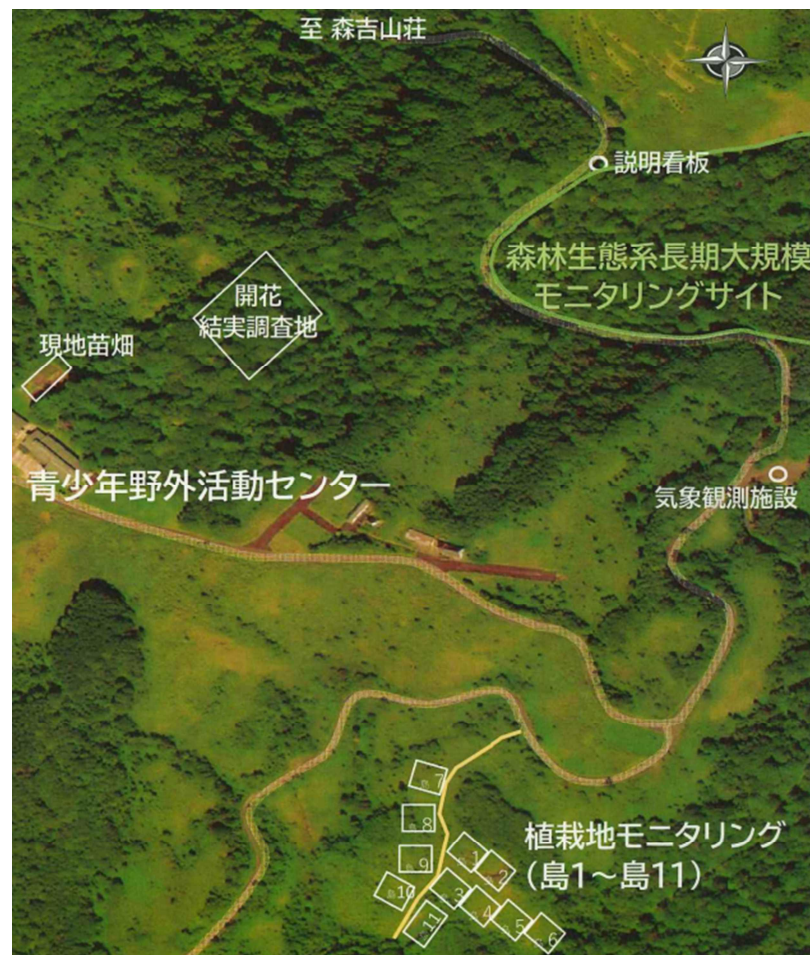 至 森吉山荘
説明看板
森林生態系長期大規模
モニタリングサイト
開花
結実調査地
現地苗畑
青少年野外活動センター
気象観測施設
植栽地モニタリング
（島1～島11）
7
8
9
島10
1
2
3
4
5
6
11